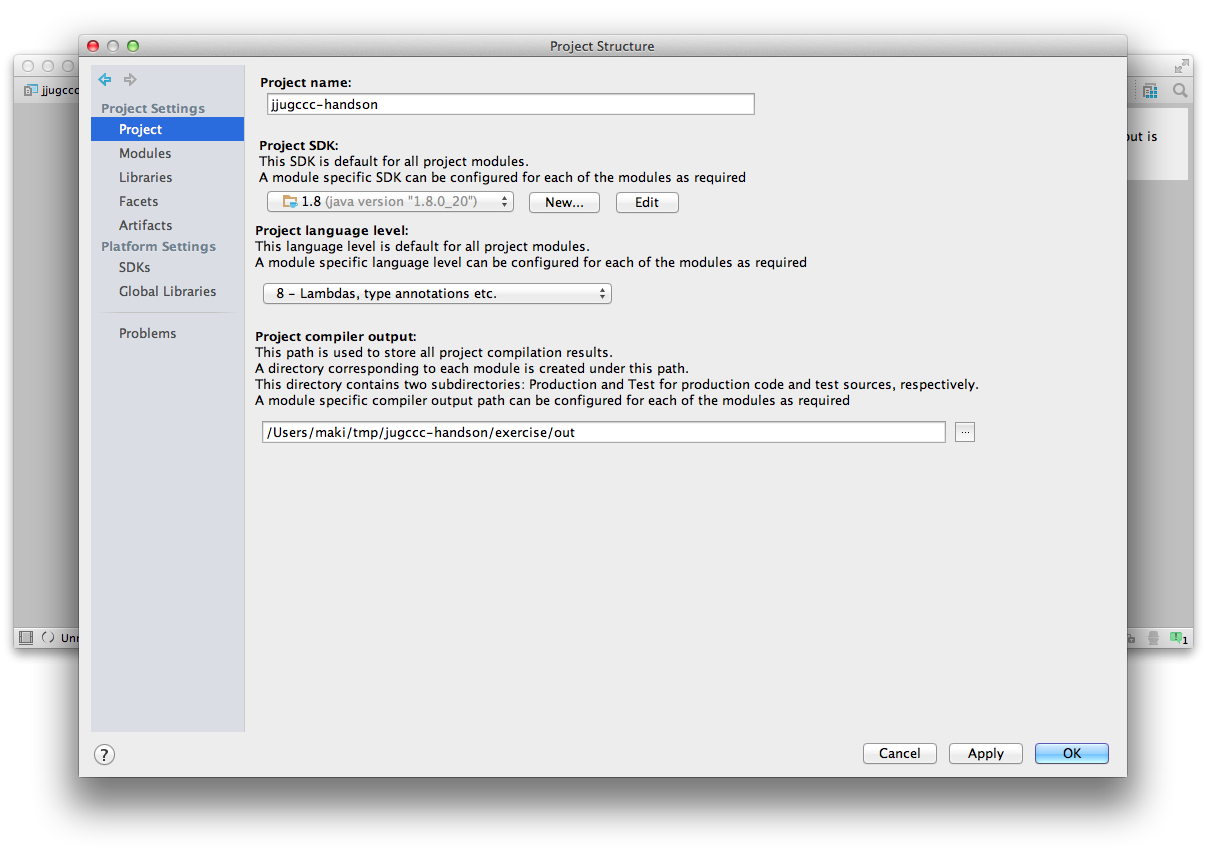 Project Structure
jjugccc
Project Settings
Project
Modules
Libraries
Facets
Artifacts
Platform Settings
SDKs
Global Libraries
Problems
Project name:
jjugccc-handson
Project SDK:
This SDK is default for all project modules.
A module specific SDK can be configured for each of the modules as required
1.8 (java version "1.8.0_20")
New...
Edit
Project language level:
This language level is default for all project modules.
A module specific language level can be configured for each of the modules as required
8 – Lambdas, type annotations etc.
Project compiler output:
This path is used to store all project compilation results.
A directory corresponding to each module is created under this path.
This directory contains two subdirectories: Production and Test for production code and test sources, respectively.
A module specific compiler output path can be configured for each of the modules as required
/Users/maki/tmp/jugccc-handson/exercise/out
...
out is
Unr
1
?
Cancel
Apply
OK